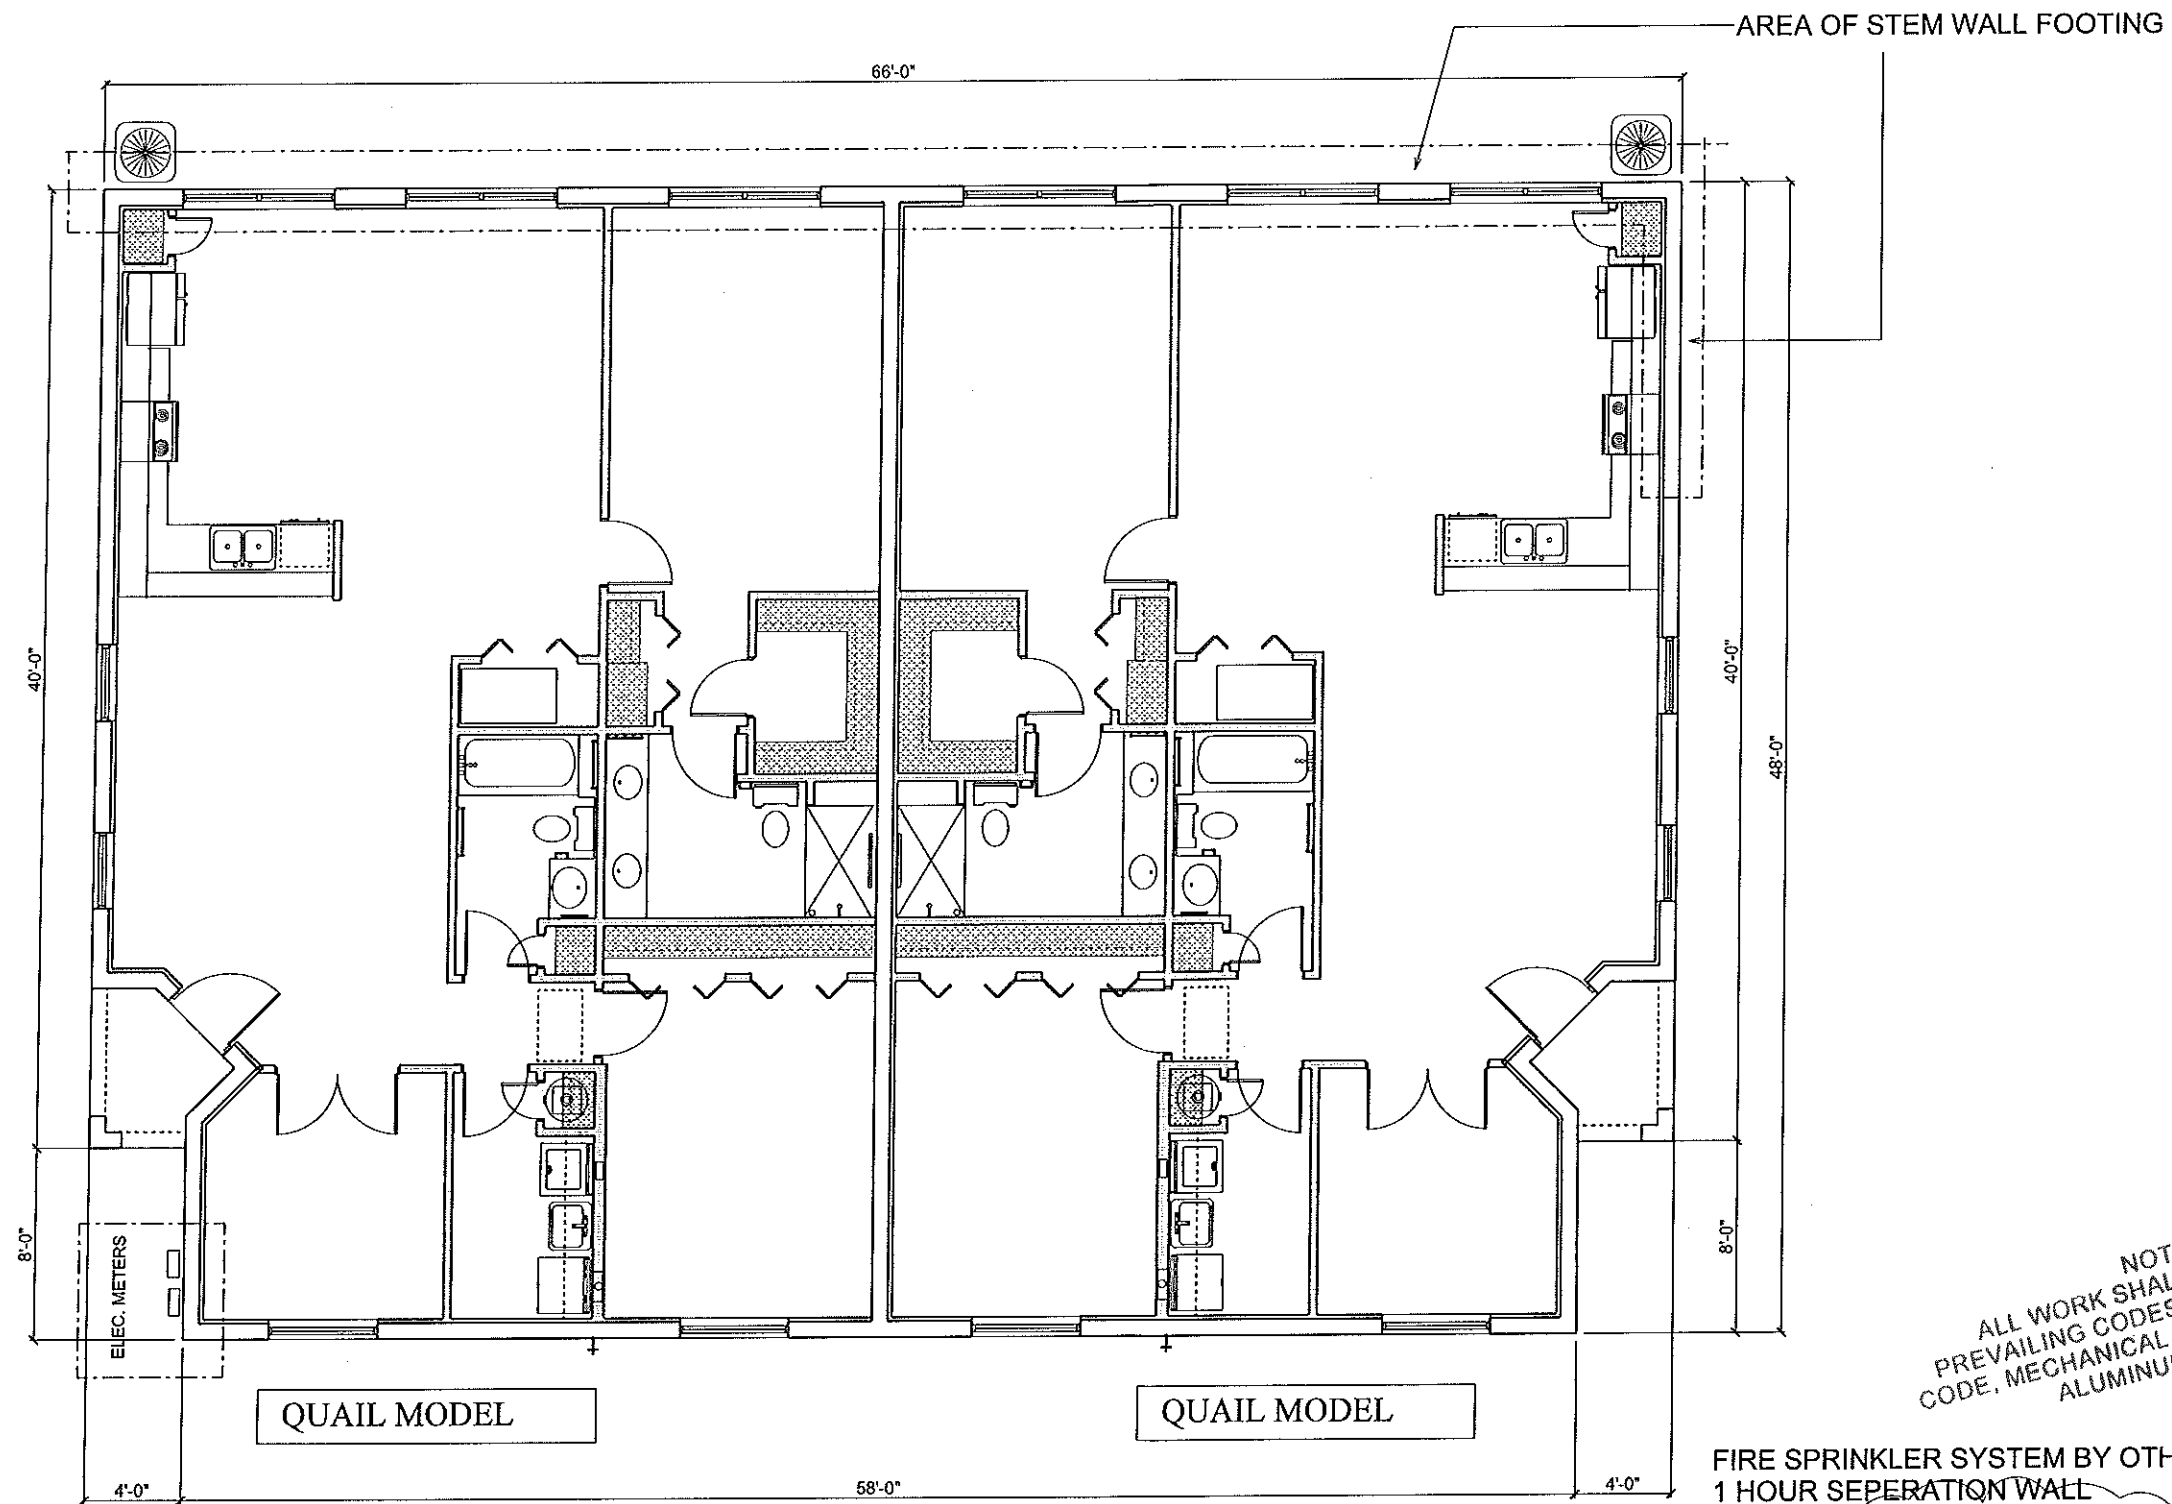 AREA OF STEM WALL FOOTING
66'-0"
40'-0"
40'-0"
48'-0"
8'-0"
ELEC. METERS
8'-0"
NOT
ALL WORK SHAL
PREVAILING CODES
CODE, MECHANICAL
ALUMINU
QUAIL MODEL
QUAIL MODEL
FIRE SPRINKLER SYSTEM BY OTH
1 HOUR SEPERATION WALL
4'-0"
58'-0"
4'-0"